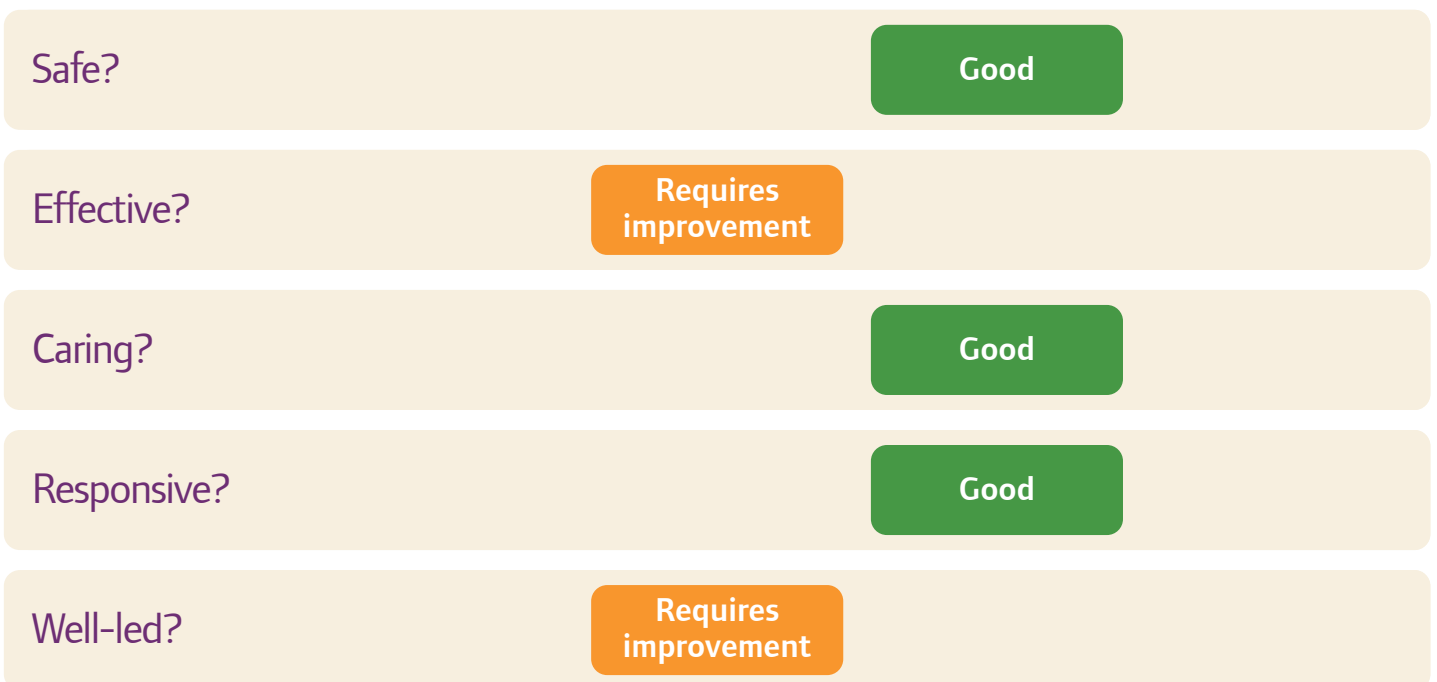 Safe?
Good
Effective?
Requires
improvement
Caring?
Good
Responsive?
Good
Well-led?
Requires
improvement